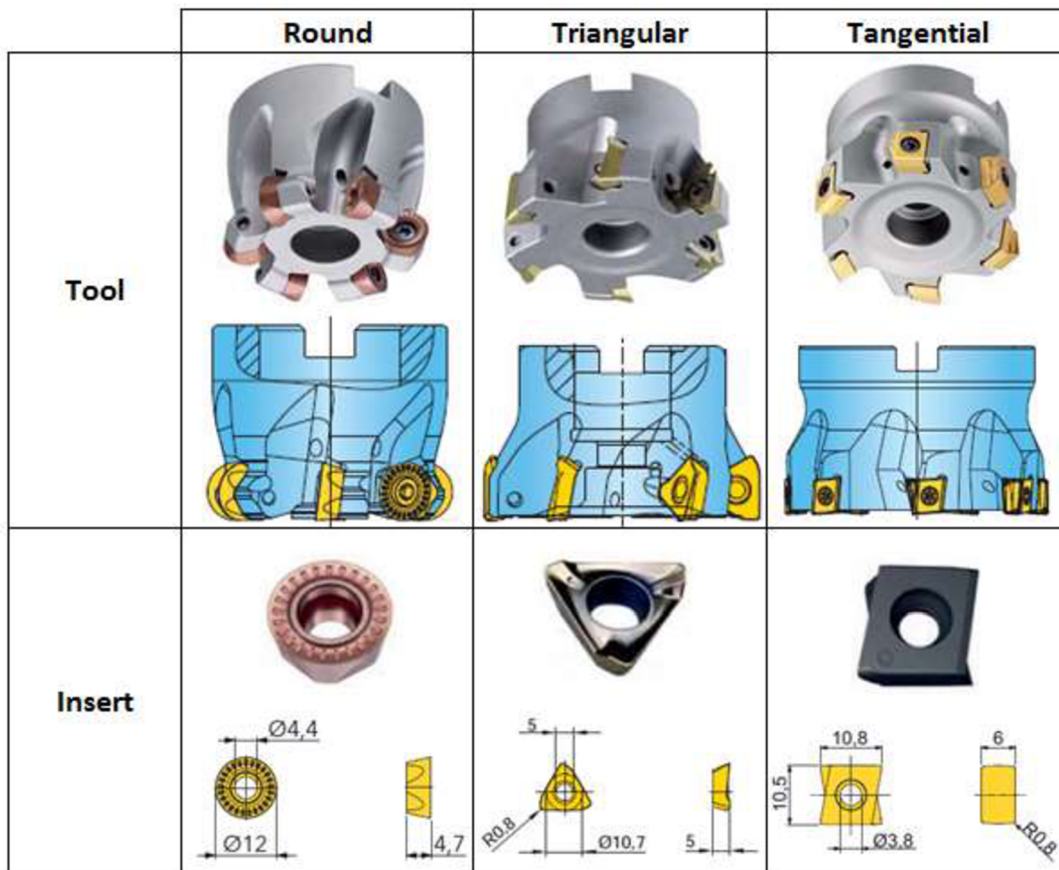 Round
Triangular
Tangential
Tool
Insert
Ø4,4
Ø12
4,7
5
R0.8
Ø10,7
5
10,8
10,5
Ø3.8
6
R0.8